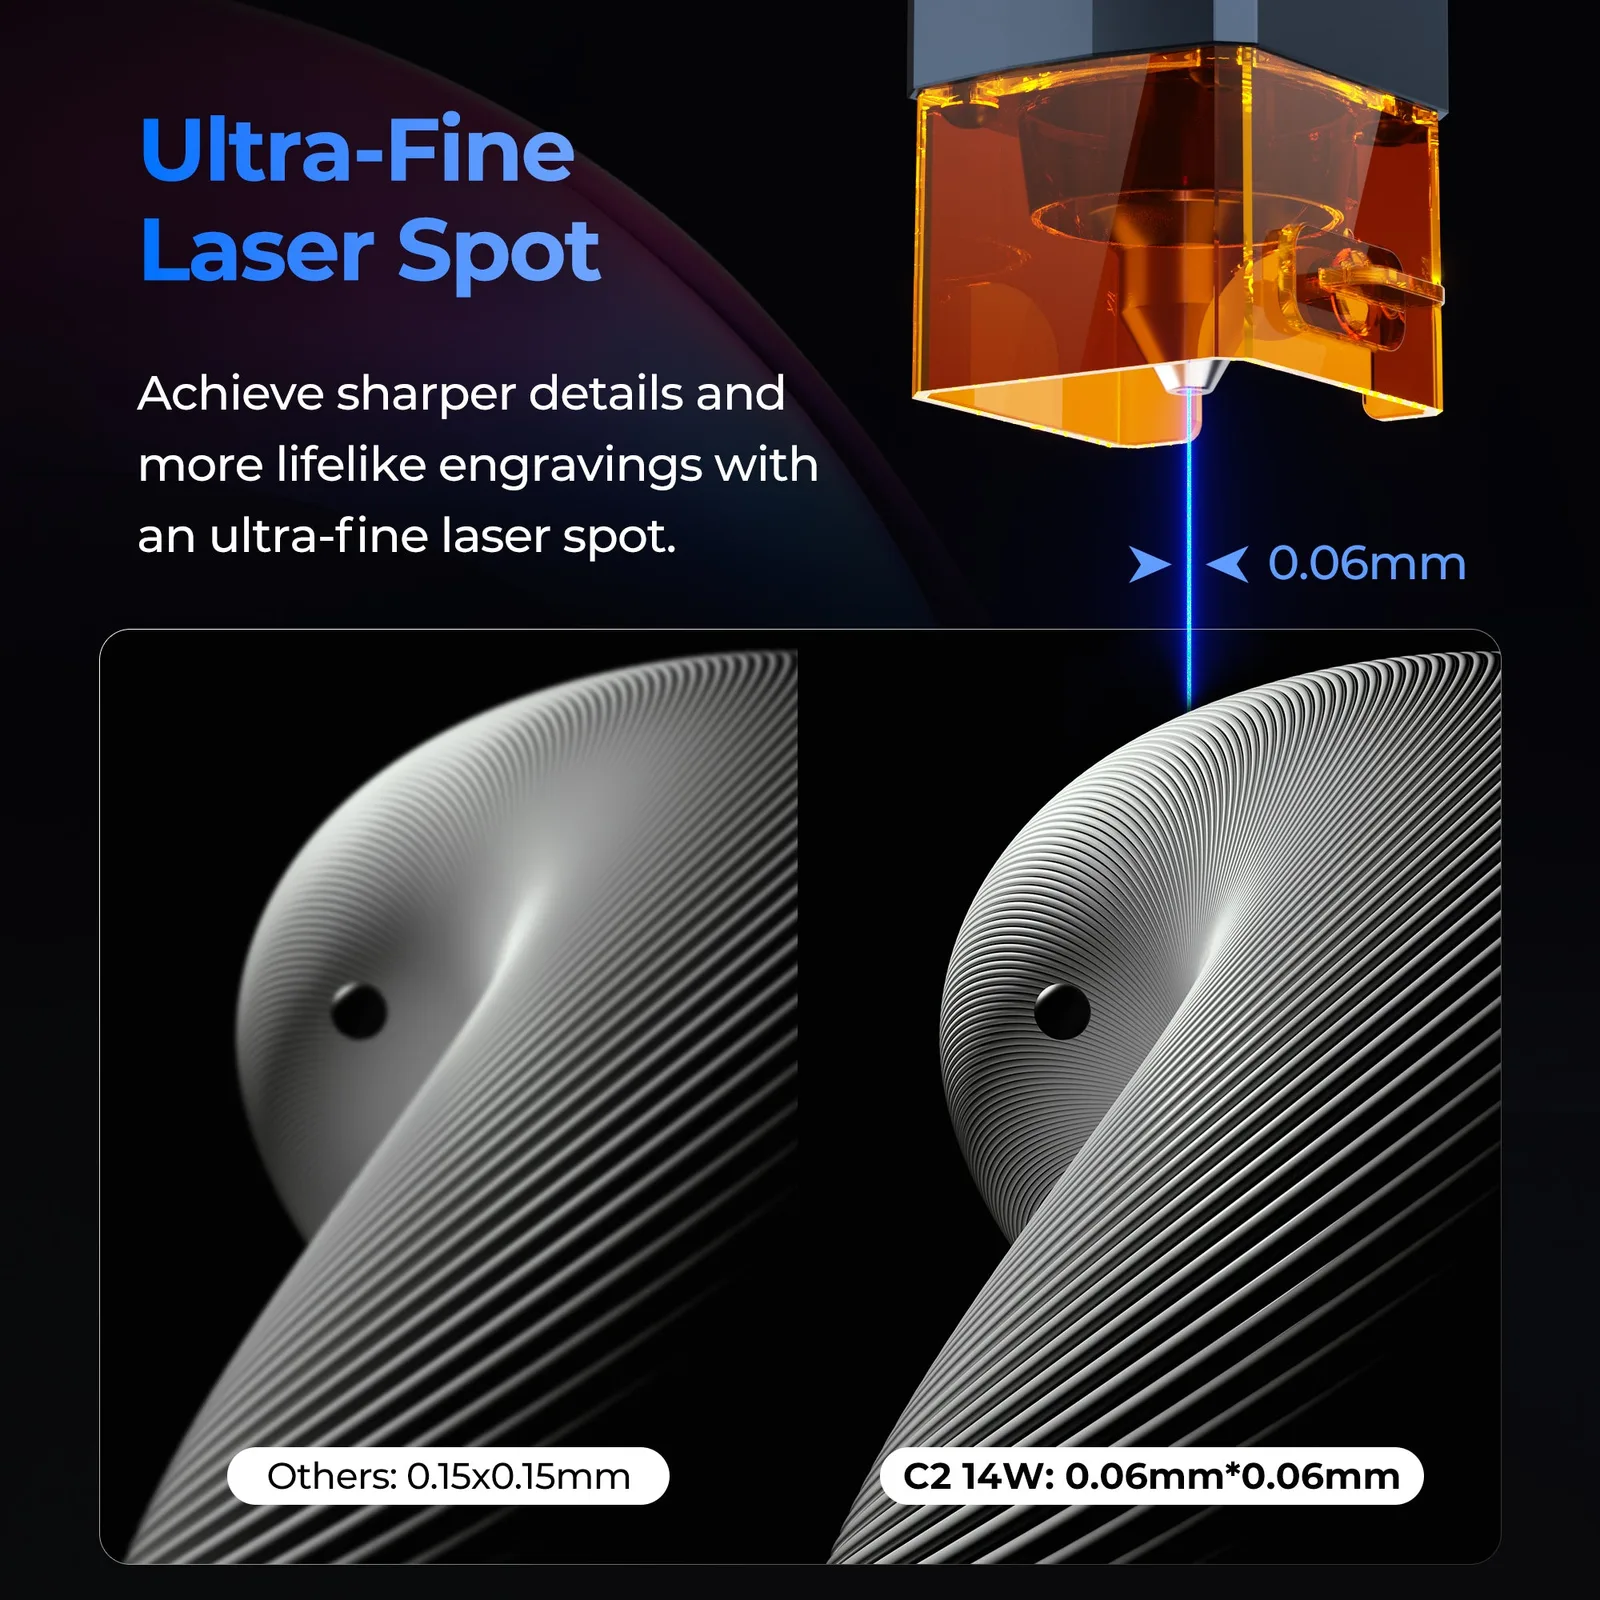 Ultra-Fine
Laser Spot
Achieve sharper details and
more lifelike engravings with
an ultra-fine laser spot.
0.06mm
Others: 0.15x0.15mm
C2 14W: 0.06mm*0.06mm